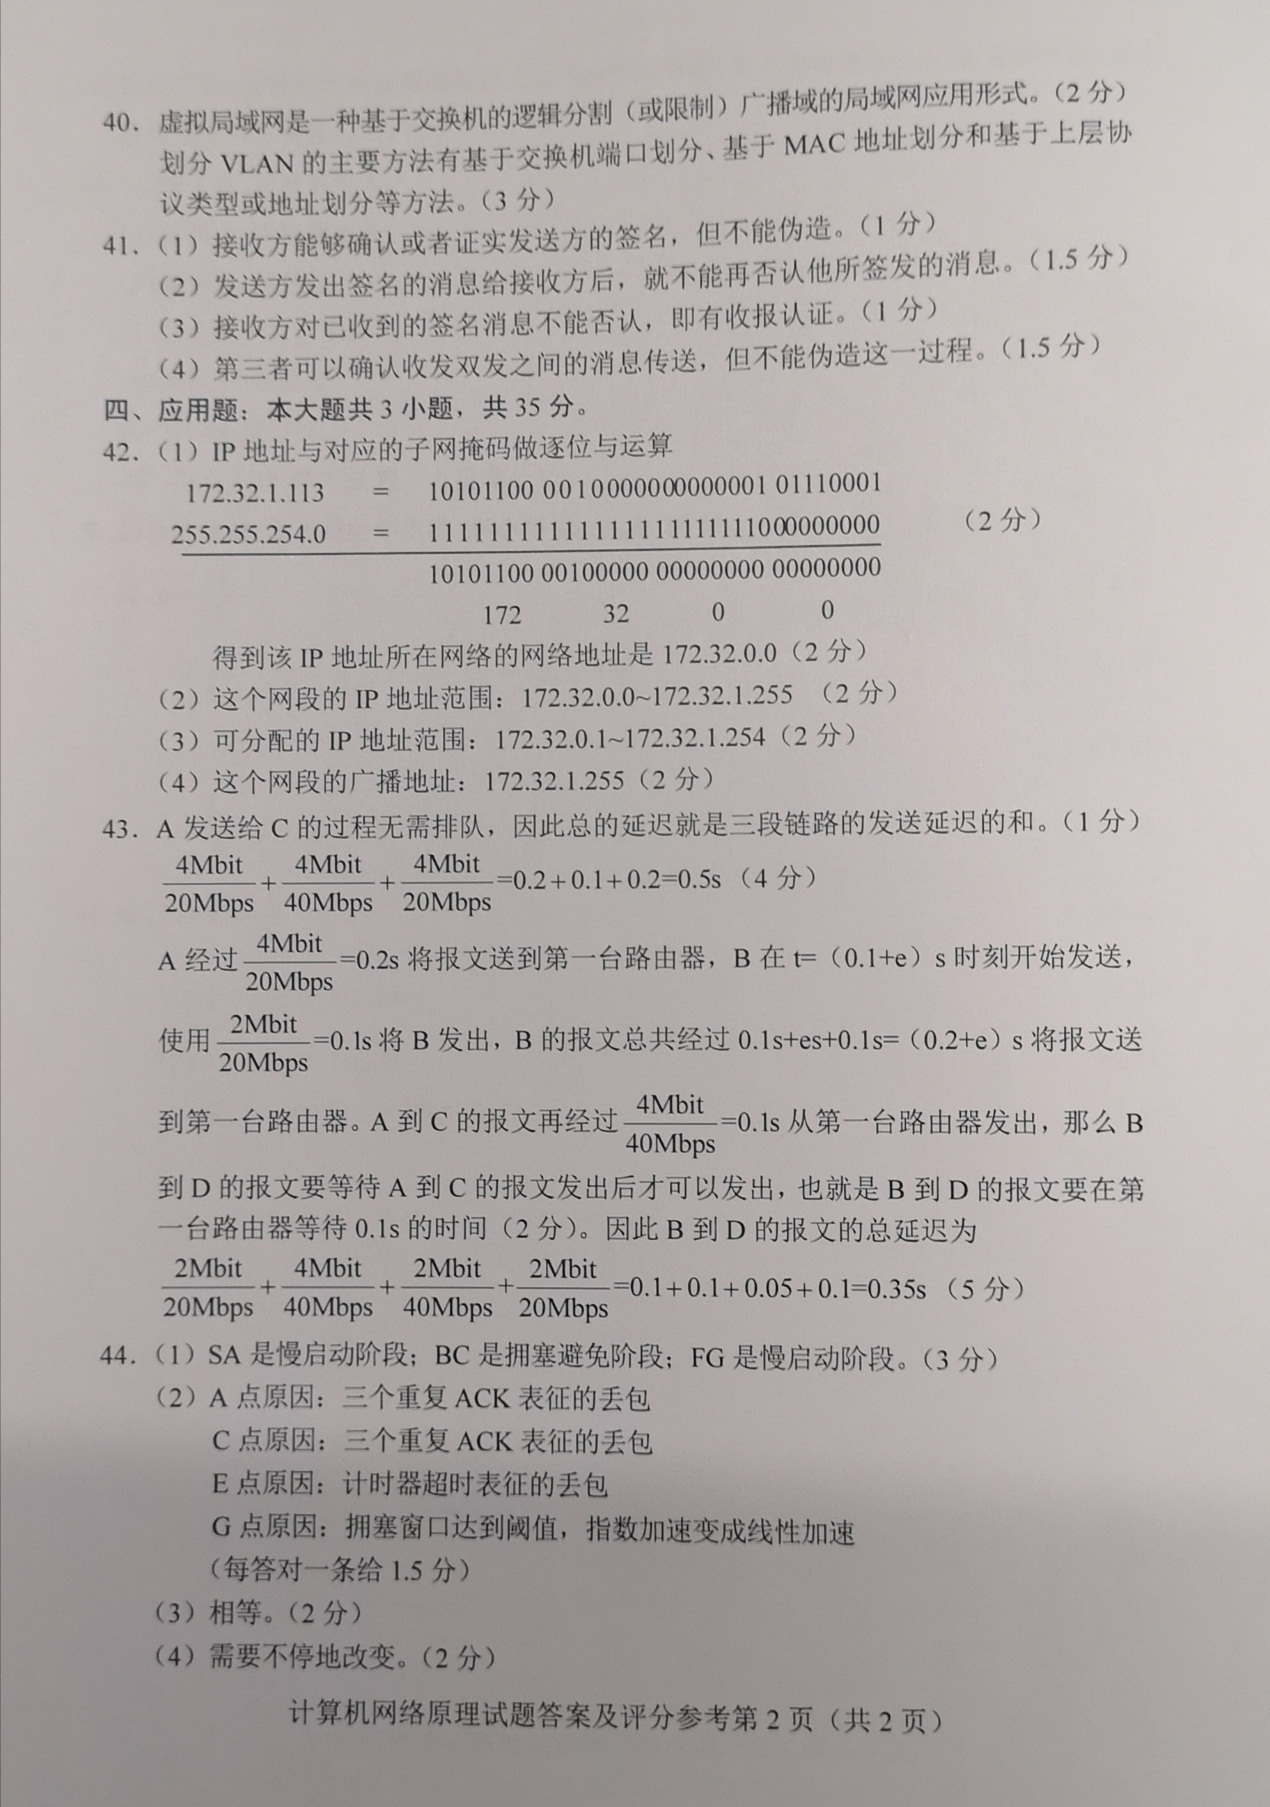 40．虚拟局域网是一种基于交换机的逻辑分割（或限制）广播域的局域网应用形式。（2 分）
划分 VLAN 的主要方法有基于交换机端口划分、基于 MAC 地址划分和基于上层协
议类型或地址划分等方法。（3 分）
41．（1）接收方能够确认或者证实发送方的签名，但不能伪造。（1 分）
（2）发送方发出签名的消息给接收方后，就不能再否认他所签发的消息。（1.5 分）
（3）接收方对已收到的签名消息不能否认，即有收报认证。（1 分）
（4）第三者可以确认收发双发之间的消息传送，但不能伪造这一过程。（1.5 分）
四、应用题：本大题共 3 小题，共 35 分。
42．（1）IP 地址与对应的子网掩码做逐位与运算
172.32.1.113 = 10101100 0010000000000001 01110001
255.255.254.0 = 11111111111111111111111000000000 （2 分）
10101100 00100000 00000000 00000000
172 32 0 0
得到该 IP 地址所在网络的网络地址是 172.32.0.0（2 分）
（2）这个网段的 IP 地址范围：172.32.0.0~172.32.1.255 （2 分）
（3）可分配的 IP 地址范围：172.32.0.1~172.32.1.254（2 分）
（4）这个网段的广播地址：172.32.1.255（2 分）
43．A 发送给 C 的过程无需排队，因此总的延迟就是三段链路的发送延迟的和。（1 分）
4Mbit/20Mbps + 4Mbit/40Mbps + 4Mbit/20Mbps =0.2+0.1+0.2=0.5s（4 分）
A 经过 4Mbit/20Mbps =0.2s 将报文送到第一台路由器，B 在 t=（0.1+e）s 时刻开始发送，
使用 2Mbit/20Mbps =0.1s 将 B 发出，B 的报文总共经过 0.1s+es+0.1s=（0.2+e）s 将报文送
到第一台路由器。A 到 C 的报文再经过 4Mbit/40Mbps =0.1s 从第一台路由器发出，那么 B
到 D 的报文要等待 A 到 C 的报文发出后才可以发出，也就是 B 到 D 的报文要在第
一台路由器等待 0.1s 的时间（2 分）。因此 B 到 D 的报文的总延迟为
2Mbit/20Mbps + 4Mbit/40Mbps + 2Mbit/40Mbps + 2Mbit/20Mbps =0.1+0.1+0.05+0.1=0.35s（5 分）
44．（1）SA 是慢启动阶段；BC 是拥塞避免阶段；FG 是慢启动阶段。（3 分）
（2）A 点原因：三个重复 ACK 表征的丢包
C 点原因：三个重复 ACK 表征的丢包
E 点原因：计时器超时表征的丢包
G 点原因：拥塞窗口达到阈值，指数加速变成线性加速
（每答对一条给 1.5 分）
（3）相等。（2 分）
（4）需要不停地改变。（2 分）
计算机网络原理试题答案及评分参考第 2 页（共 2 页）